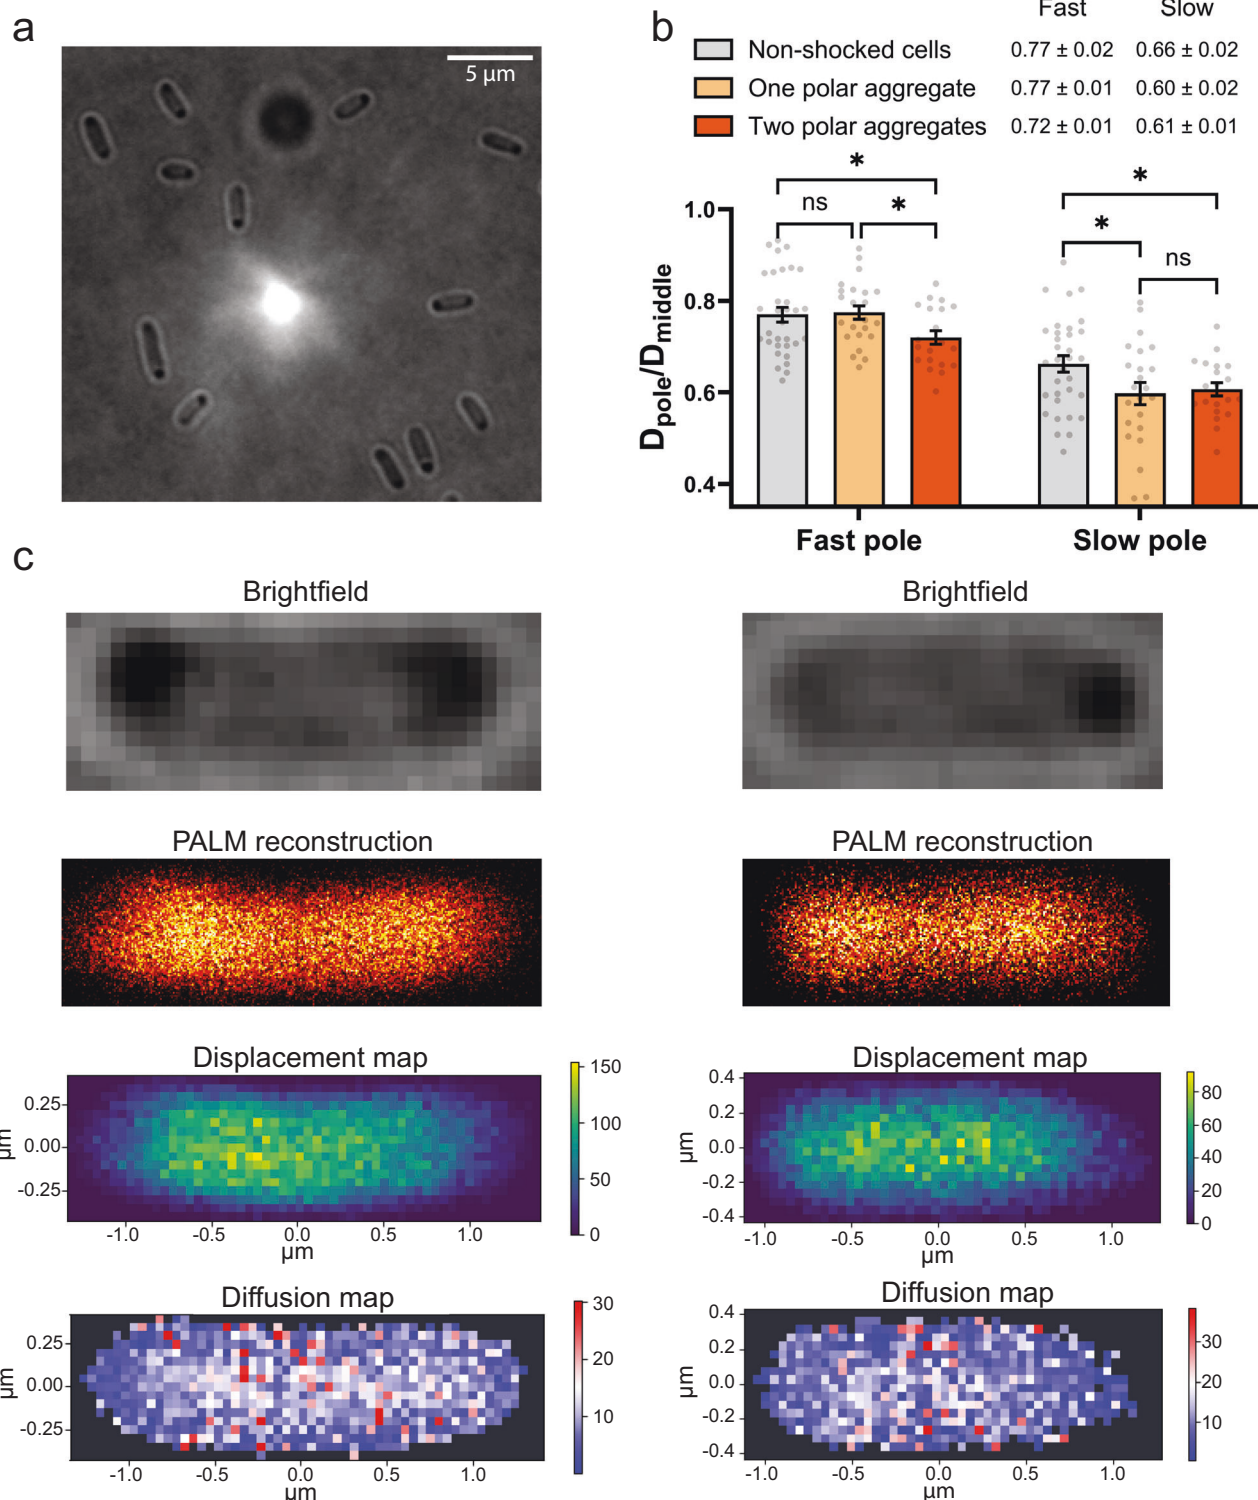 a
5 µm
b
Fast Slow
Non-shocked cells 0.77 ± 0.02 0.66 ± 0.02
One polar aggregate 0.77 ± 0.01 0.60 ± 0.02
Two polar aggregates 0.72 ± 0.01 0.61 ± 0.01
* *
ns * * ns
1.0
0.8
0.6
0.4
Dpole/Dmiddle
Fast pole Slow pole
c
Brightfield Brightfield
PALM reconstruction PALM reconstruction
Displacement map
0.25
0.00
-0.25
µm
-1.0 -0.5 0.0 0.5 1.0
µm
150
100
50
0
Displacement map
0.4
0.2
0.0
-0.2
-0.4
µm
-1.0 -0.5 0.0 0.5 1.0
µm
80
60
40
20
0
Diffusion map
0.25
0.00
-0.25
µm
-1.0 -0.5 0.0 0.5 1.0
µm
30
20
10
Diffusion map
0.4
0.2
0.0
-0.2
-0.4
µm
-1.0 -0.5 0.0 0.5 1.0
µm
30
20
10